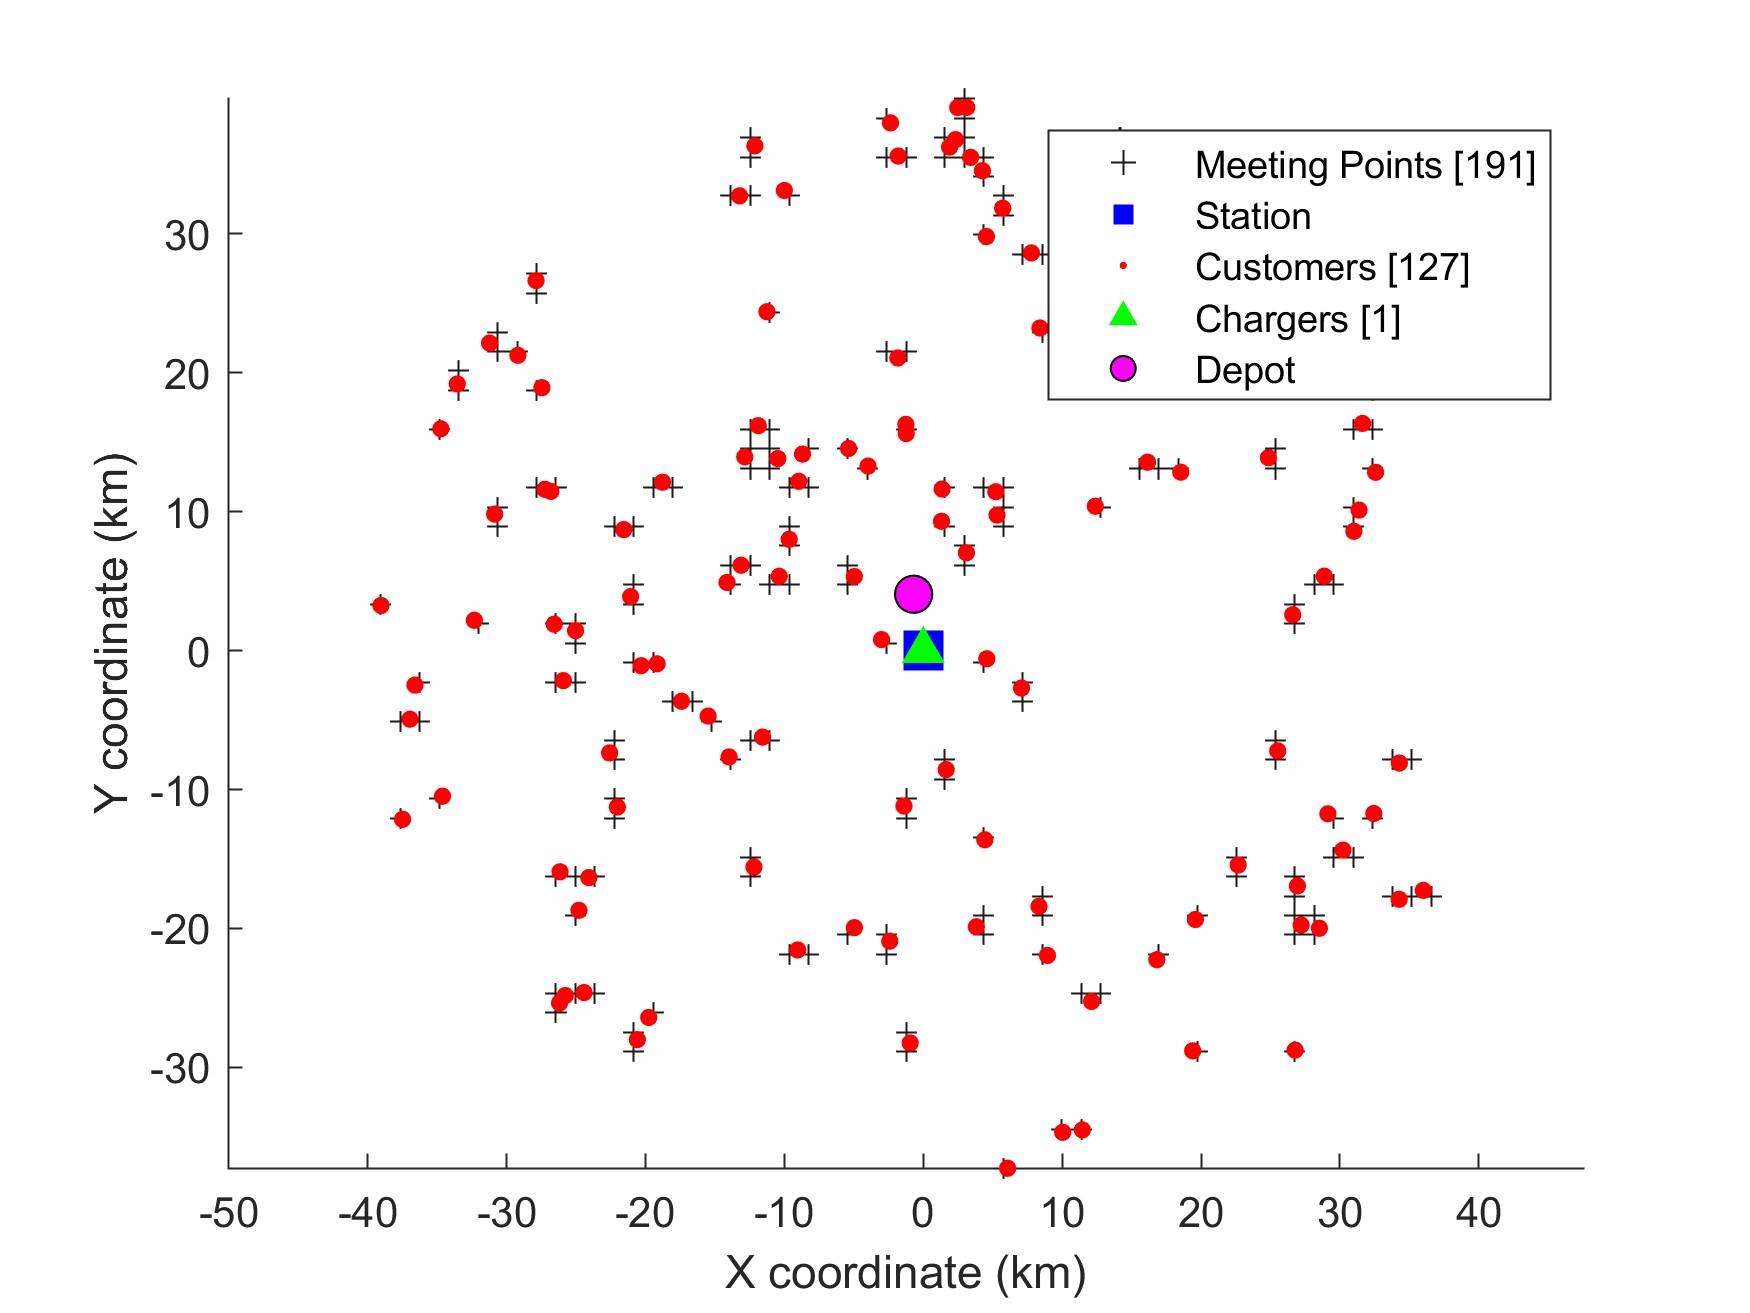 Meeting Points [191]
Station
Customers [127]
Chargers [1]
Depot
30
20
10
0
-10
-20
-30
Y coordinate (km)
-50 -40 -30 -20 -10 0 10 20 30 40
X coordinate (km)